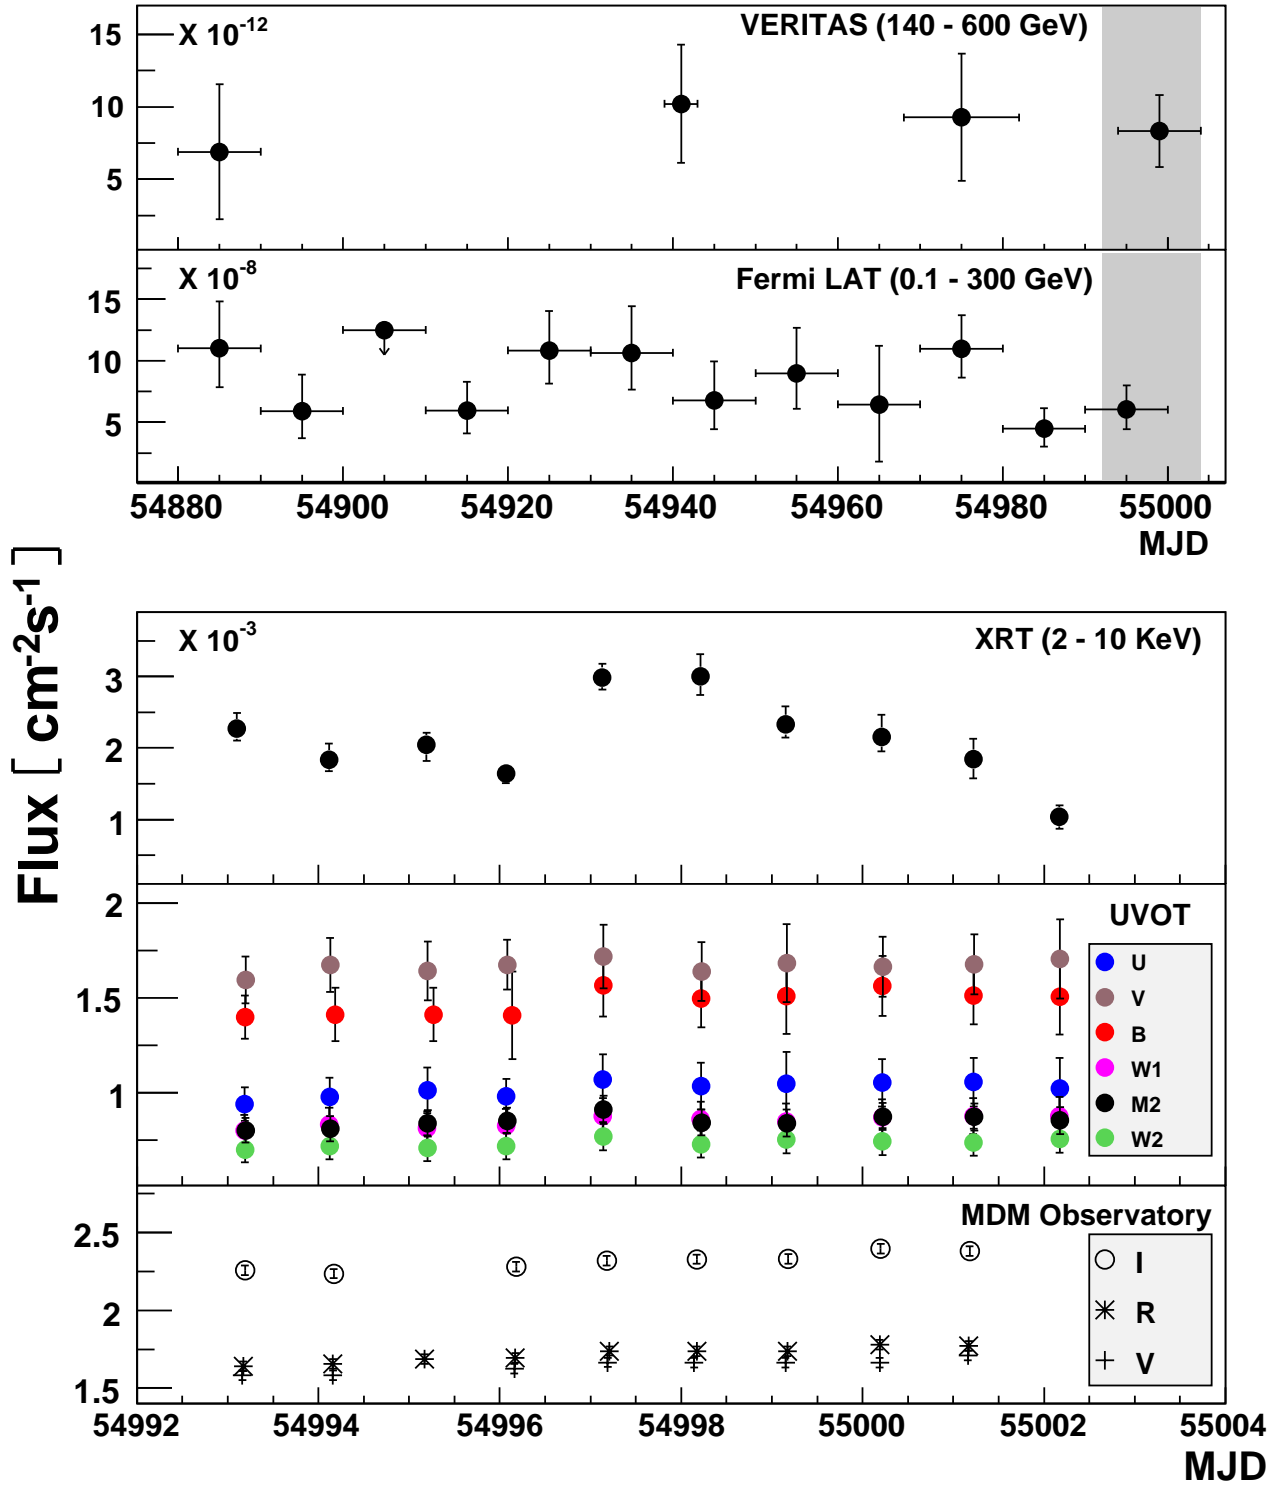 X 10-12
VERITAS (140 - 600 GeV)
15
10
5
X 10-8
Fermi LAT (0.1 - 300 GeV)
15
10
5
54880 54900 54920 54940 54960 54980 55000
MJD
Flux [ cm-2s-1 ]
X 10-3
XRT (2 - 10 KeV)
3
2
1
UVOT
2
1.5
1
U
V
B
W1
M2
W2
MDM Observatory
2.5
2
1.5
I
R
V
54992 54994 54996 54998 55000 55002 55004
MJD